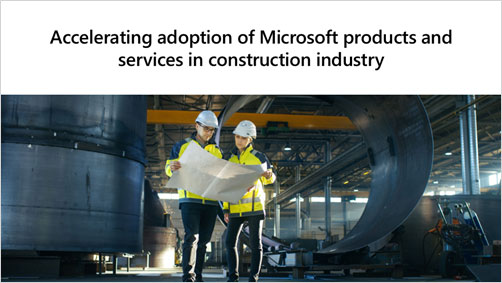 Accelerating adoption of Microsoft products and
services in construction industry